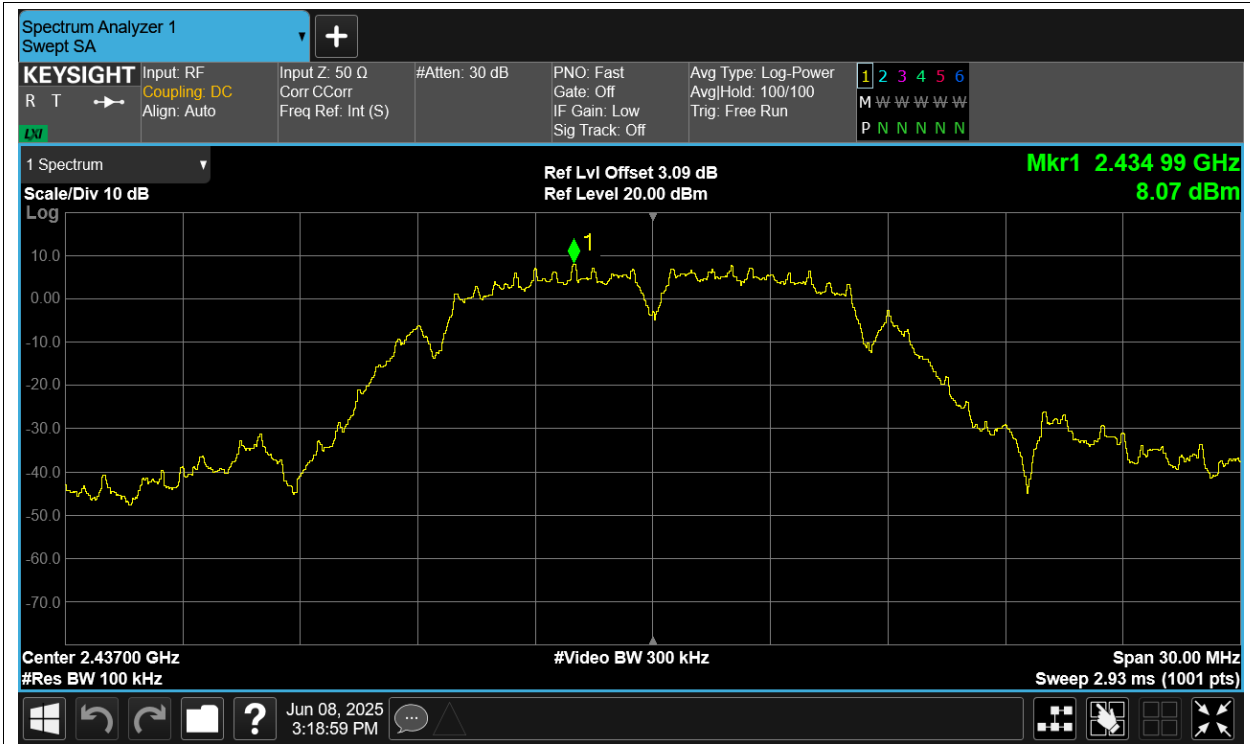 Spectrum Analyzer 1
Swept SA
KEYSIGHT
R T
LXI
Input: RF
Coupling: DC
Align: Auto
Input Z: 50 Ω
Corr CCorr
Freq Ref: Int (S)
#Atten: 30 dB
PNO: Fast
Gate: Off
IF Gain: Low
Sig Track: Off
Avg Type: Log-Power
Avg|Hold: 100/100
Trig: Free Run
1 2 3 4 5 6
M W W W W W
P N N N N N
1 Spectrum
Scale/Div 10 dB
Log
Ref Lvl Offset 3.09 dB
Ref Level 20.00 dBm
Mkr1 2.434 99 GHz
8.07 dBm
1
10.0
0.00
-10.0
-20.0
-30.0
-40.0
-50.0
-60.0
-70.0
Center 2.43700 GHz
#Video BW 300 kHz
Span 30.00 MHz
#Res BW 100 kHz
Sweep 2.93 ms (1001 pts)
?
Jun 08, 2025
3:18:59 PM